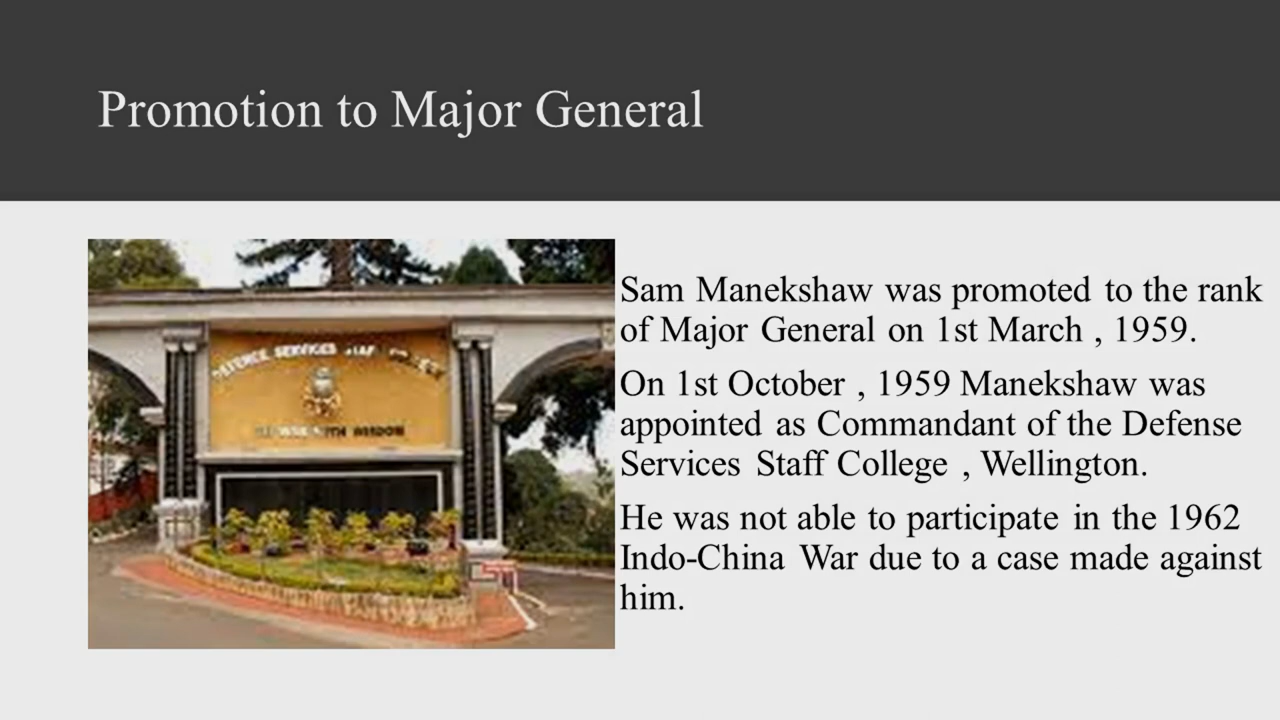 Promotion to Major General
DEFENCE SERVICES
Sam Manekshaw was promoted to the rank
of Major General on 1st March , 1959.
On 1st October , 1959 Manekshaw was
appointed as Commandant of the Defense
Services Staff College , Wellington.
He was not able to participate in the 1962
Indo-China War due to a case made against
him.